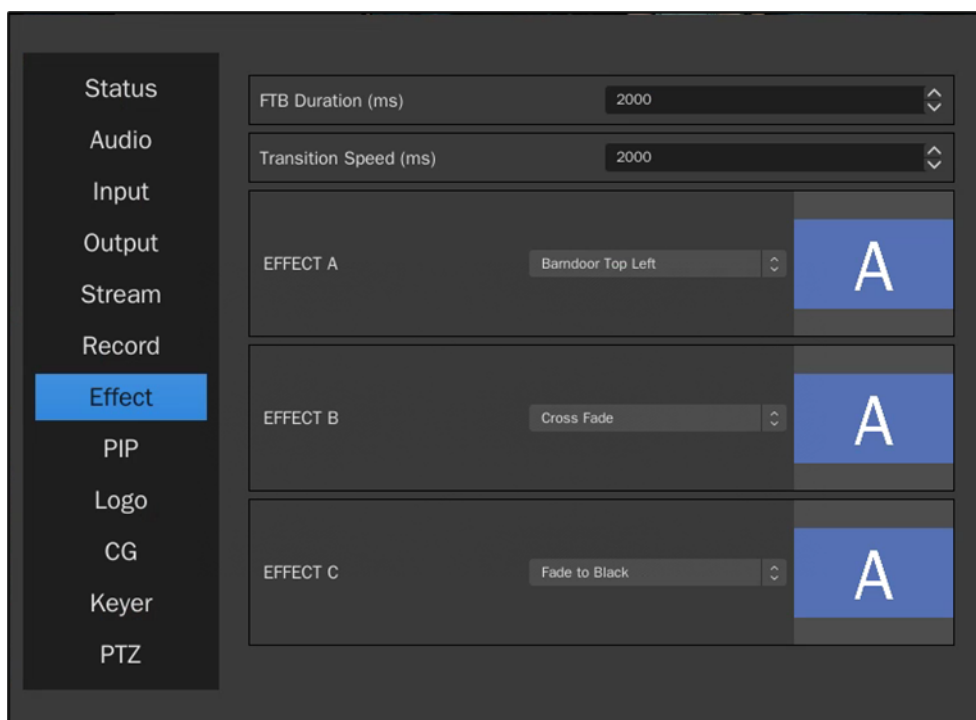 Status
Audio
Input
Output
Stream
Record
Effect
PIP
Logo
CG
Keyer
PTZ
FTB Duration (ms) 2000
Transition Speed (ms) 2000
EFFECT A Barndoor Top Left A
EFFECT B Cross Fade A
EFFECT C Fade to Black A